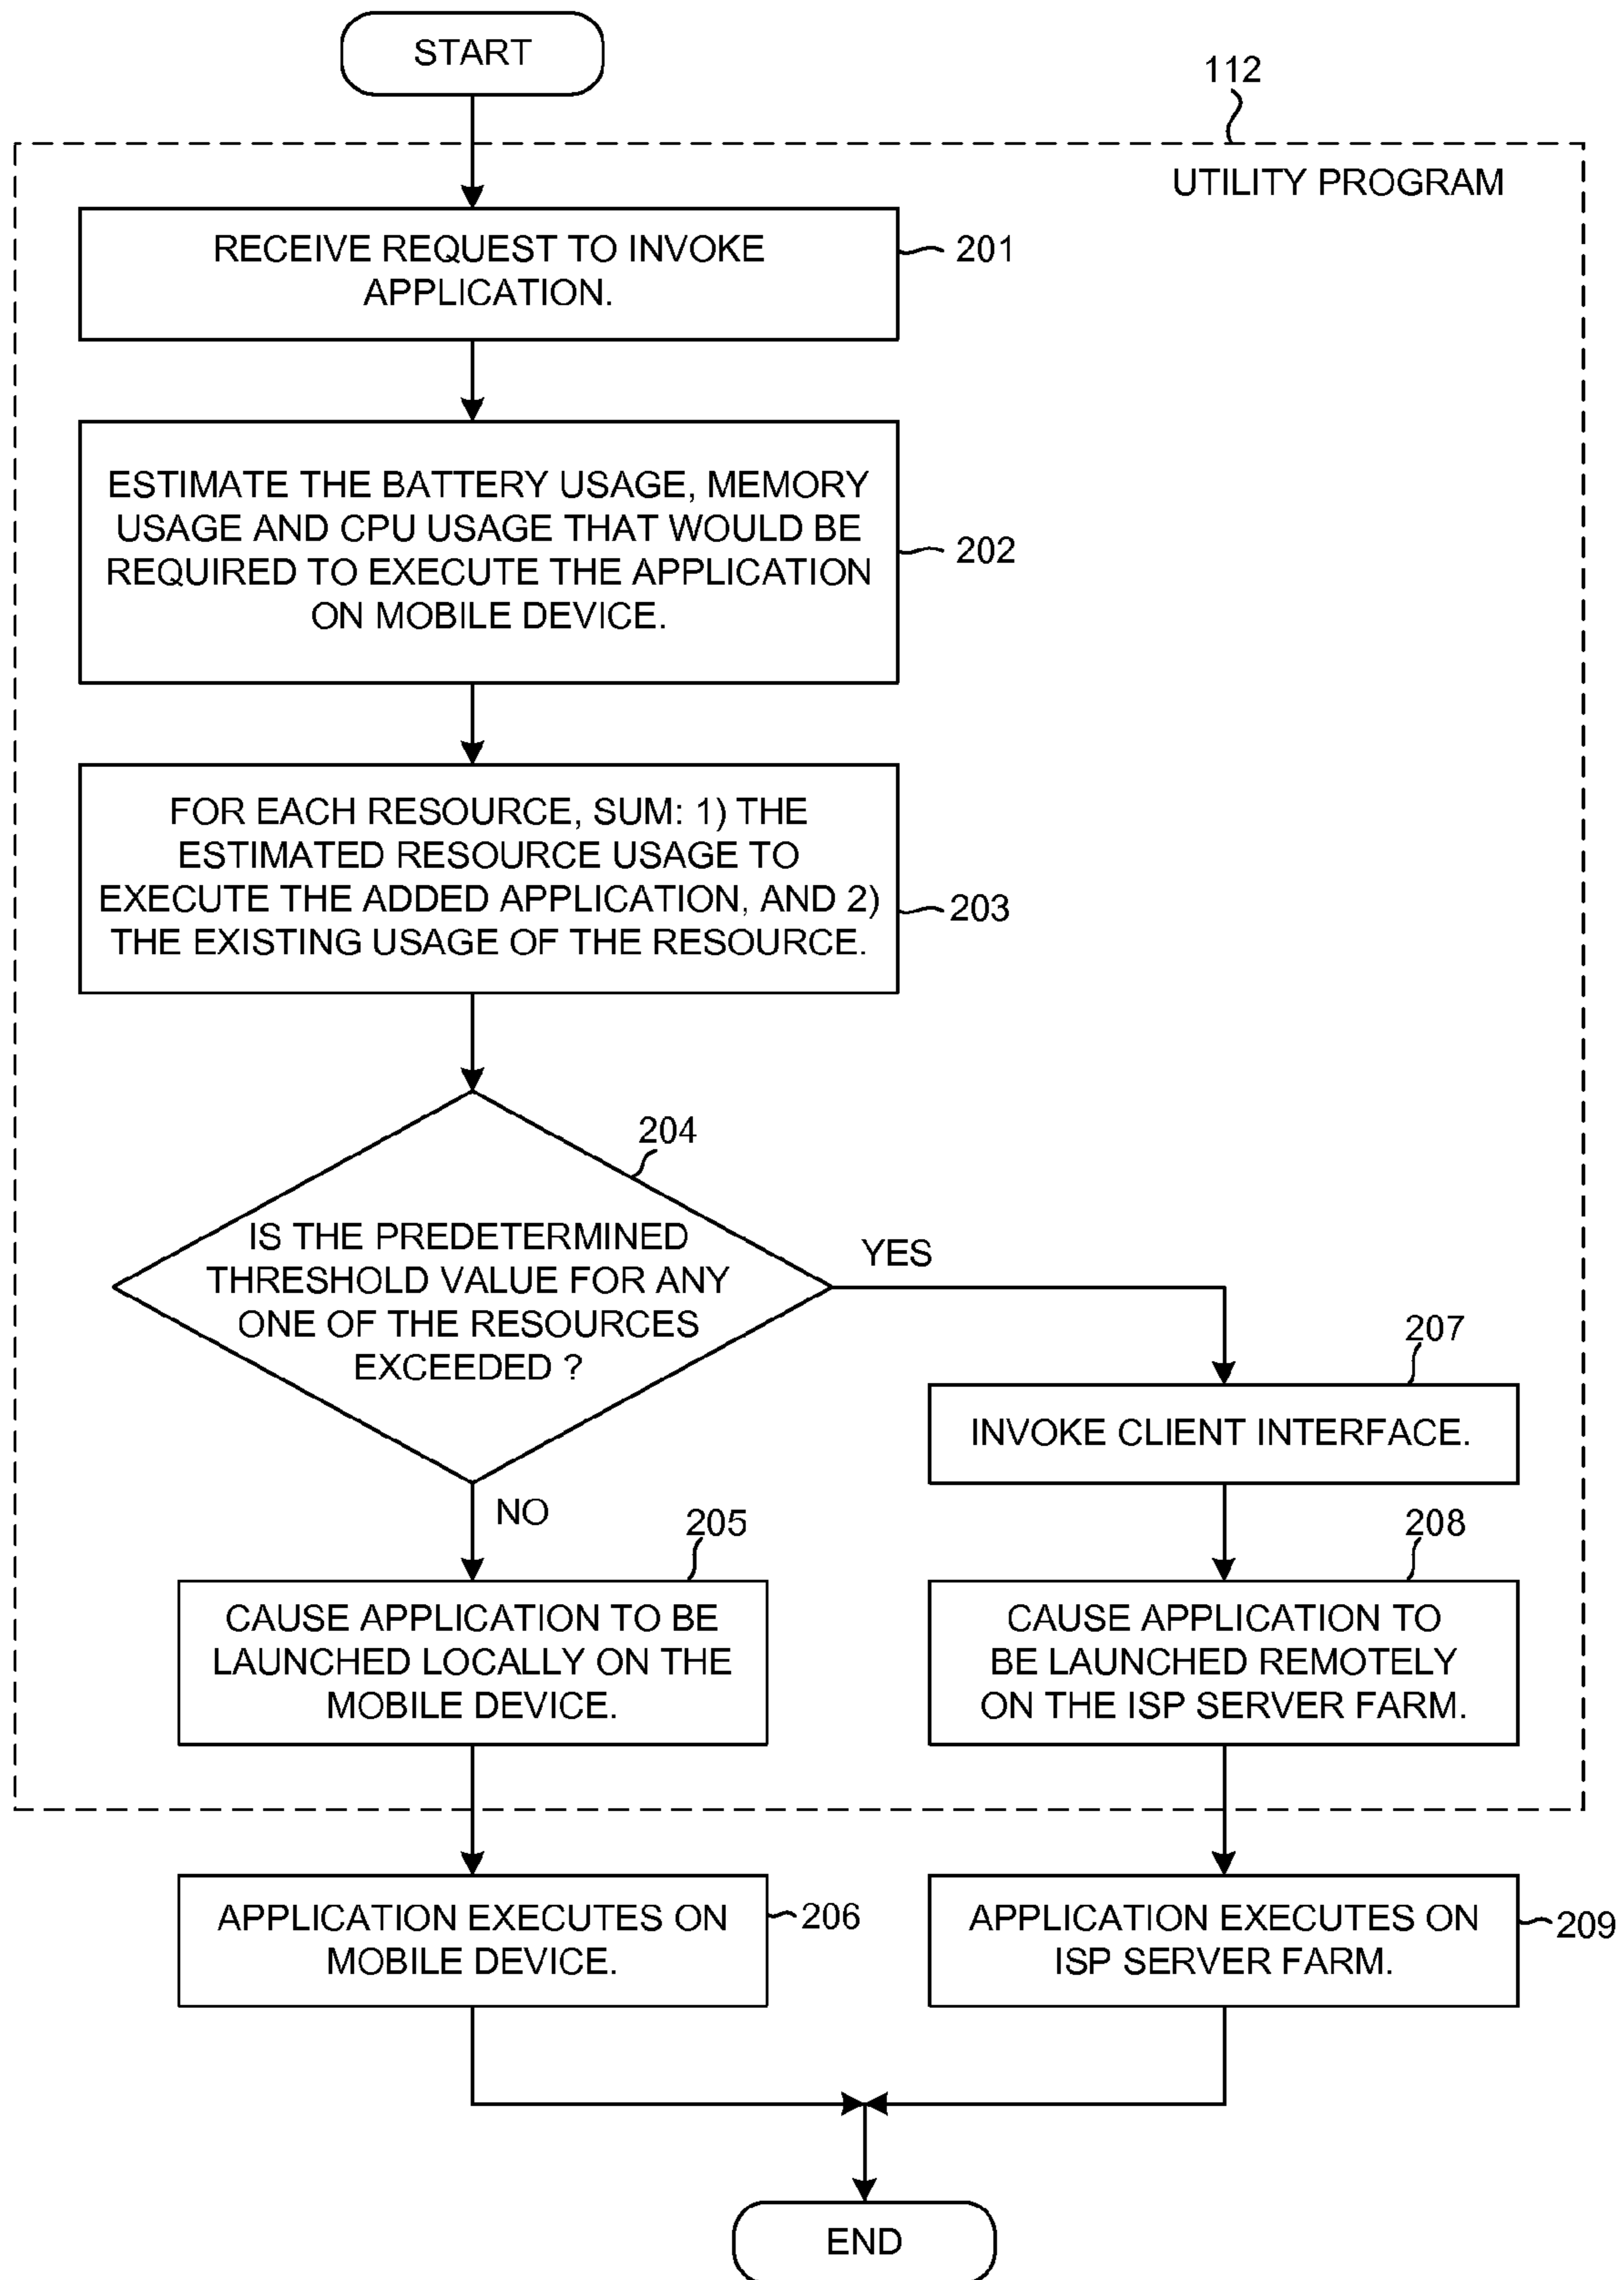 START
112
UTILITY PROGRAM
RECEIVE REQUEST TO INVOKE
APPLICATION.
201
ESTIMATE THE BATTERY USAGE, MEMORY
USAGE AND CPU USAGE THAT WOULD BE
REQUIRED TO EXECUTE THE APPLICATION
ON MOBILE DEVICE.
202
FOR EACH RESOURCE, SUM: 1) THE
ESTIMATED RESOURCE USAGE TO
EXECUTE THE ADDED APPLICATION, AND 2)
THE EXISTING USAGE OF THE RESOURCE.
203
204
IS THE PREDETERMINED
THRESHOLD VALUE FOR ANY
ONE OF THE RESOURCES
EXCEEDED ?
YES
207
INVOKE CLIENT INTERFACE.
NO
205
CAUSE APPLICATION TO BE
LAUNCHED LOCALLY ON THE
MOBILE DEVICE.
208
CAUSE APPLICATION TO
BE LAUNCHED REMOTELY
ON THE ISP SERVER FARM.
APPLICATION EXECUTES ON
MOBILE DEVICE.
206
APPLICATION EXECUTES ON
ISP SERVER FARM.
209
END